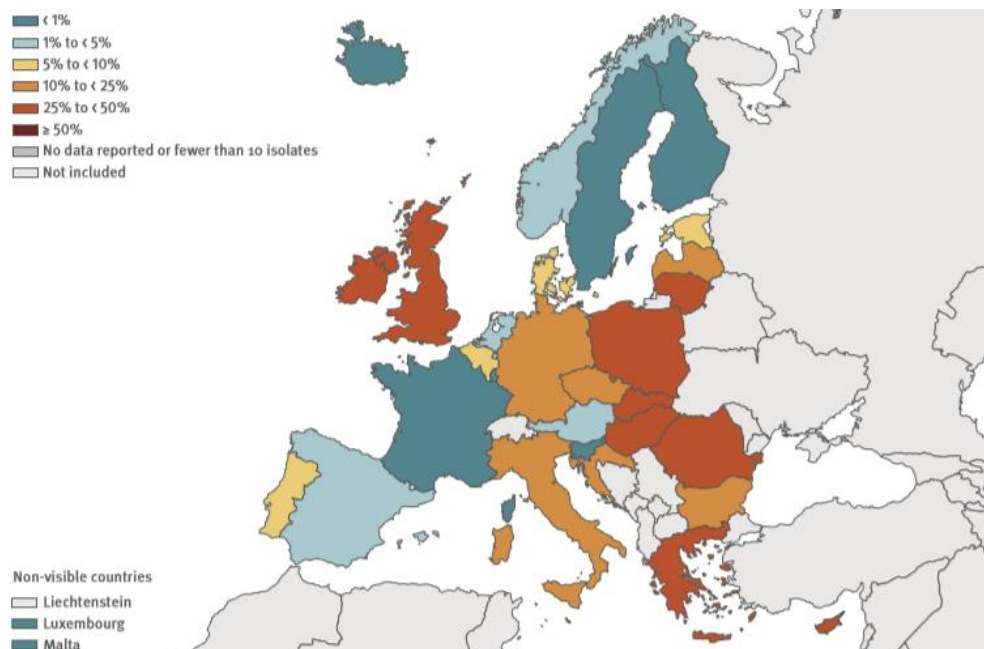 < 1%
1% to < 5%
5% to < 10%
10% to < 25%
25% to < 50%
≥ 50%
No data reported or fewer than 10 isolates
Not included
Non-visible countries
Liechtenstein
Luxembourg
Malta